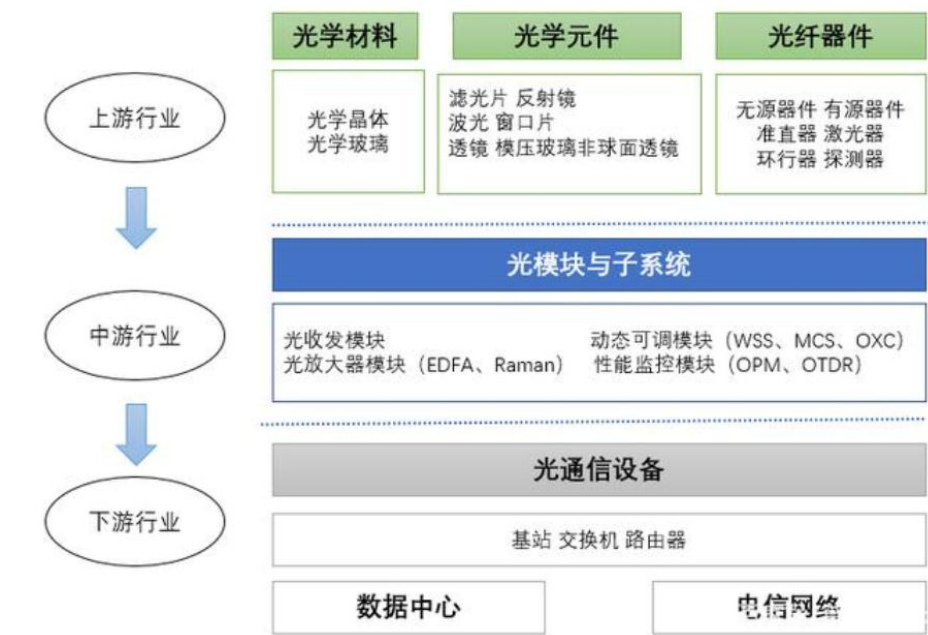 光学材料 光学元件 光纤器件
上游行业
光学晶体
光学玻璃
滤光片 反射镜
波光 窗口片
透镜 模压玻璃非球面透镜
无源器件 有源器件
准直器 激光器
环行器 探测器
光模块与子系统
中游行业
光收发模块 动态可调模块（WSS、MCS、OXC）
光放大器模块（EDFA、Raman） 性能监控模块（OPM、OTDR）
光通信设备
下游行业
基站 交换机 路由器
数据中心 电信网络